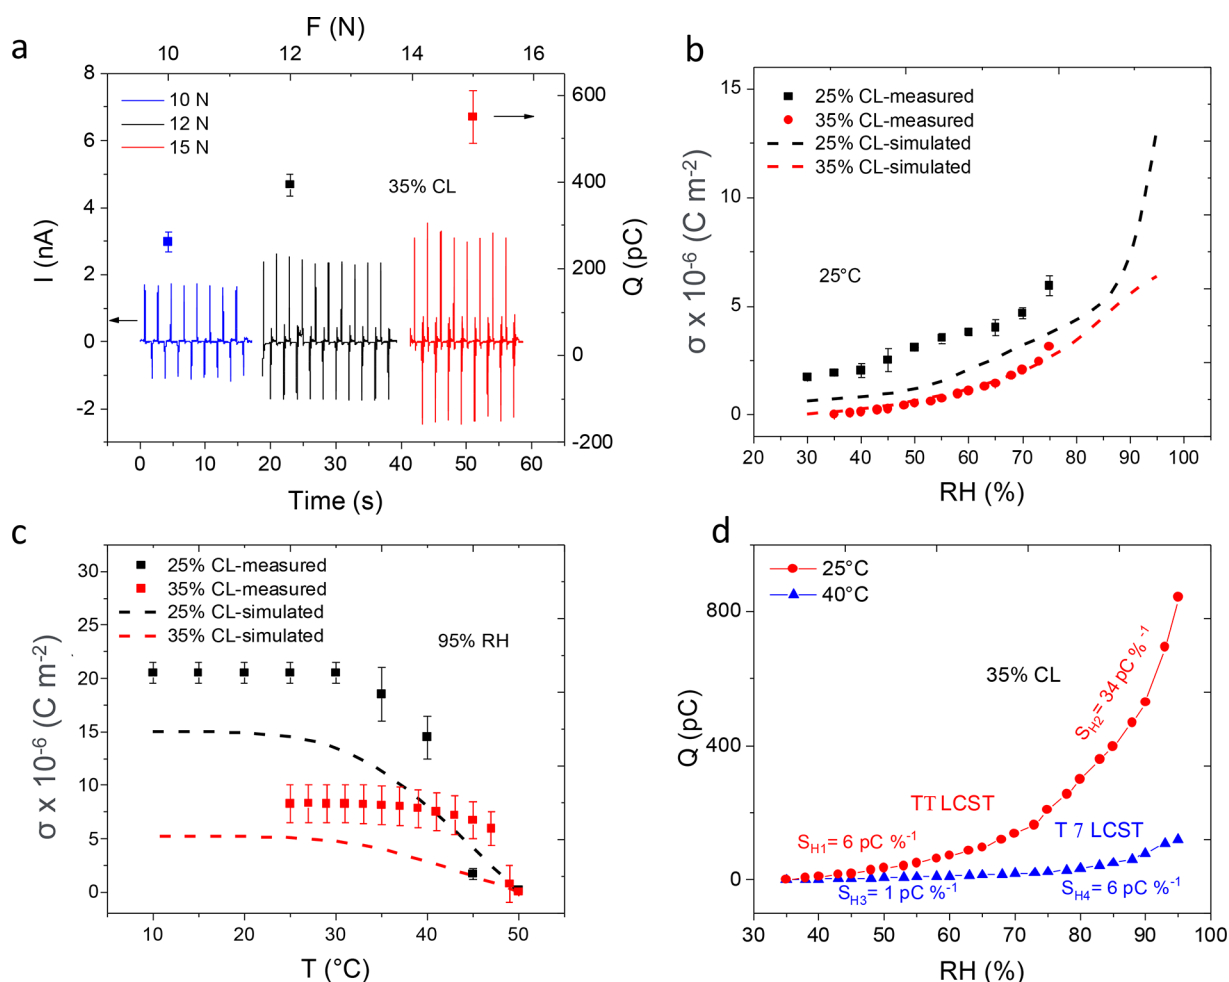 a
F (N)
10 12 14 16
8
6
4
2
0
-2
I (nA)
10 N
12 N
15 N
35% CL
600
400
200
0
-200
Q (pC)
0 10 20 30 40 50 60
Time (s)
b
15
10
5
0
σ x 10-6 (C m-2)
25% CL-measured
35% CL-measured
25% CL-simulated
35% CL-simulated
25°C
20 30 40 50 60 70 80 90 100
RH (%)
c
30
25
20
15
10
5
0
σ x 10-6 (C m-2)
25% CL-measured
35% CL-measured
25% CL-simulated
35% CL-simulated
95% RH
10 20 30 40 50
T (°C)
d
800
400
0
Q (pC)
25°C
40°C
35% CL
SH2= 34 pC %-1
TT LCST
T 7 LCST
SH1= 6 pC %-1
SH3= 1 pC %-1
SH4= 6 pC %-1
30 40 50 60 70 80 90 100
RH (%)